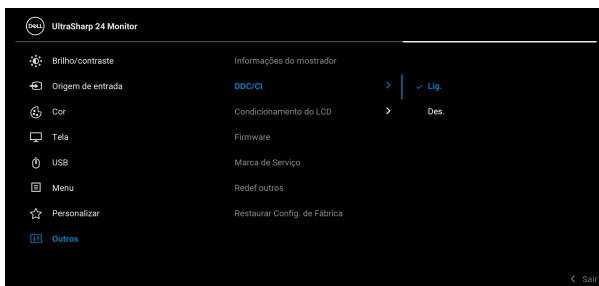 DELL UltraSharp 24 Monitor
Brilho/contraste
Origem de entrada
Cor
Tela
USB
Menu
Personalizar
Outros
Informações do mostrador
DDC/CI
Condicionamento do LCD
Firmware
Marca de Serviço
Redef outros
Restaurar Config. de Fábrica
Lig.
Des.
Sair